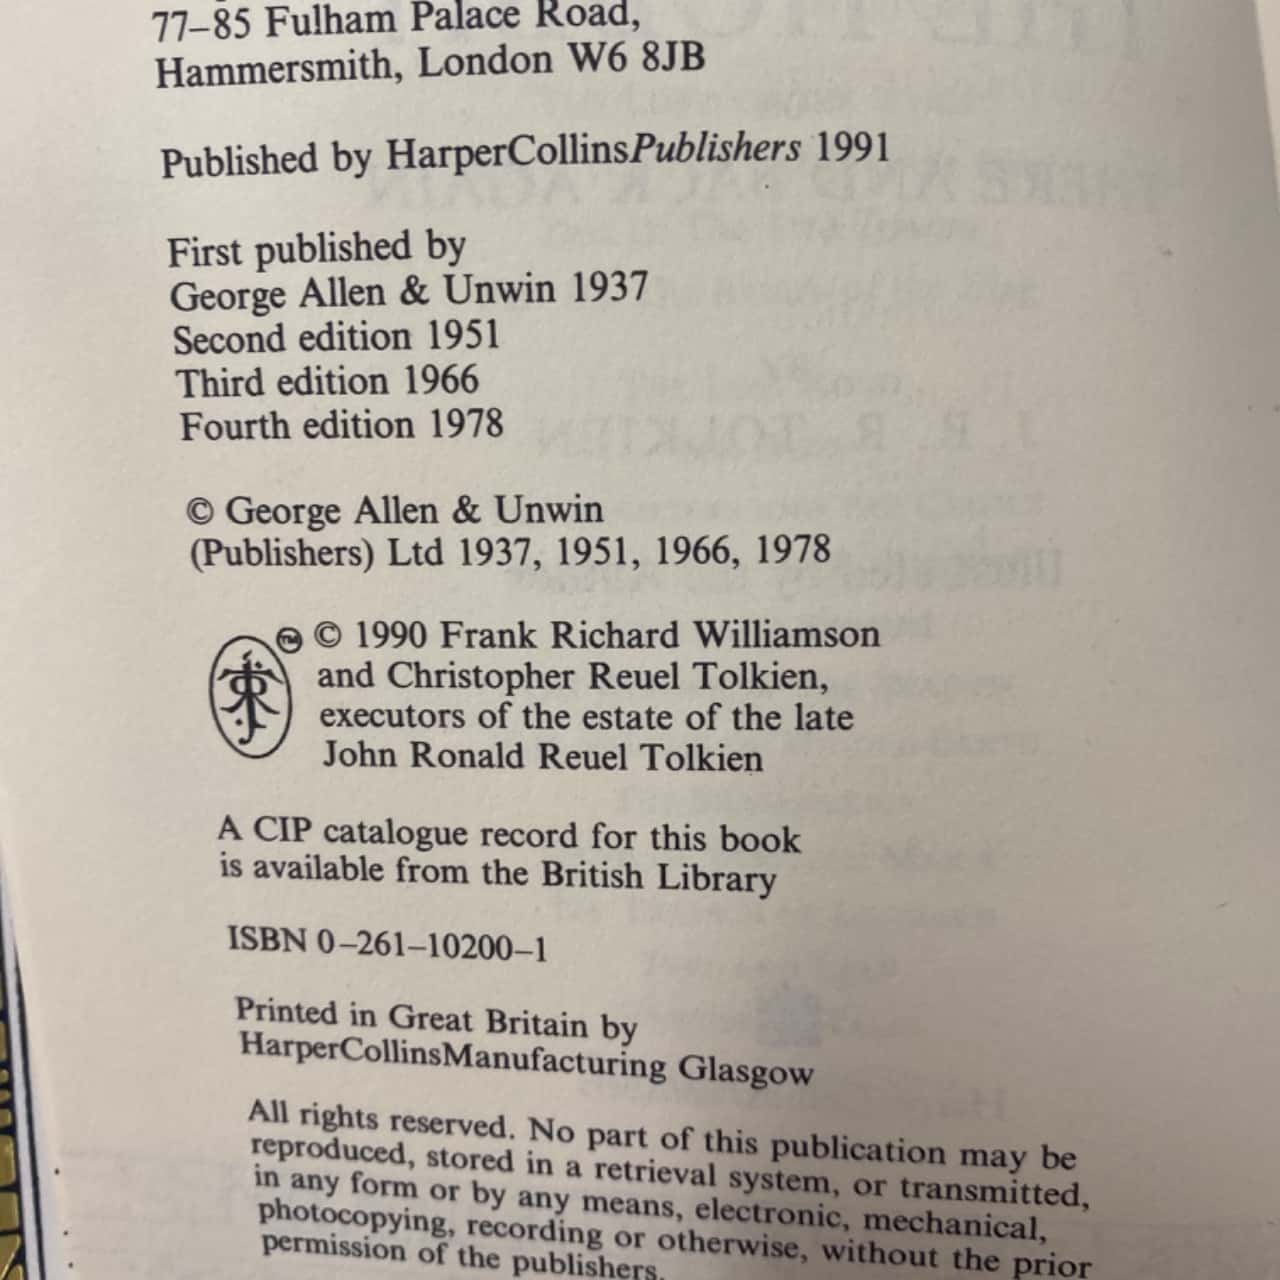 77–85 Fulham Palace Road,
Hammersmith, London W6 8JB
Published by HarperCollinsPublishers 1991
First published by
George Allen & Unwin 1937
Second edition 1951
Third edition 1966
Fourth edition 1978
© George Allen & Unwin
(Publishers) Ltd 1937, 1951, 1966, 1978
© 1990 Frank Richard Williamson
and Christopher Reuel Tolkien,
executors of the estate of the late
John Ronald Reuel Tolkien
A CIP catalogue record for this book
is available from the British Library
ISBN 0–261–10200–1
Printed in Great Britain by
HarperCollinsManufacturing Glasgow
All rights reserved. No part of this publication may be
reproduced, stored in a retrieval system, or transmitted,
in any form or by any means, electronic, mechanical,
photocopying, recording or otherwise, without the prior
permission of the publishers.